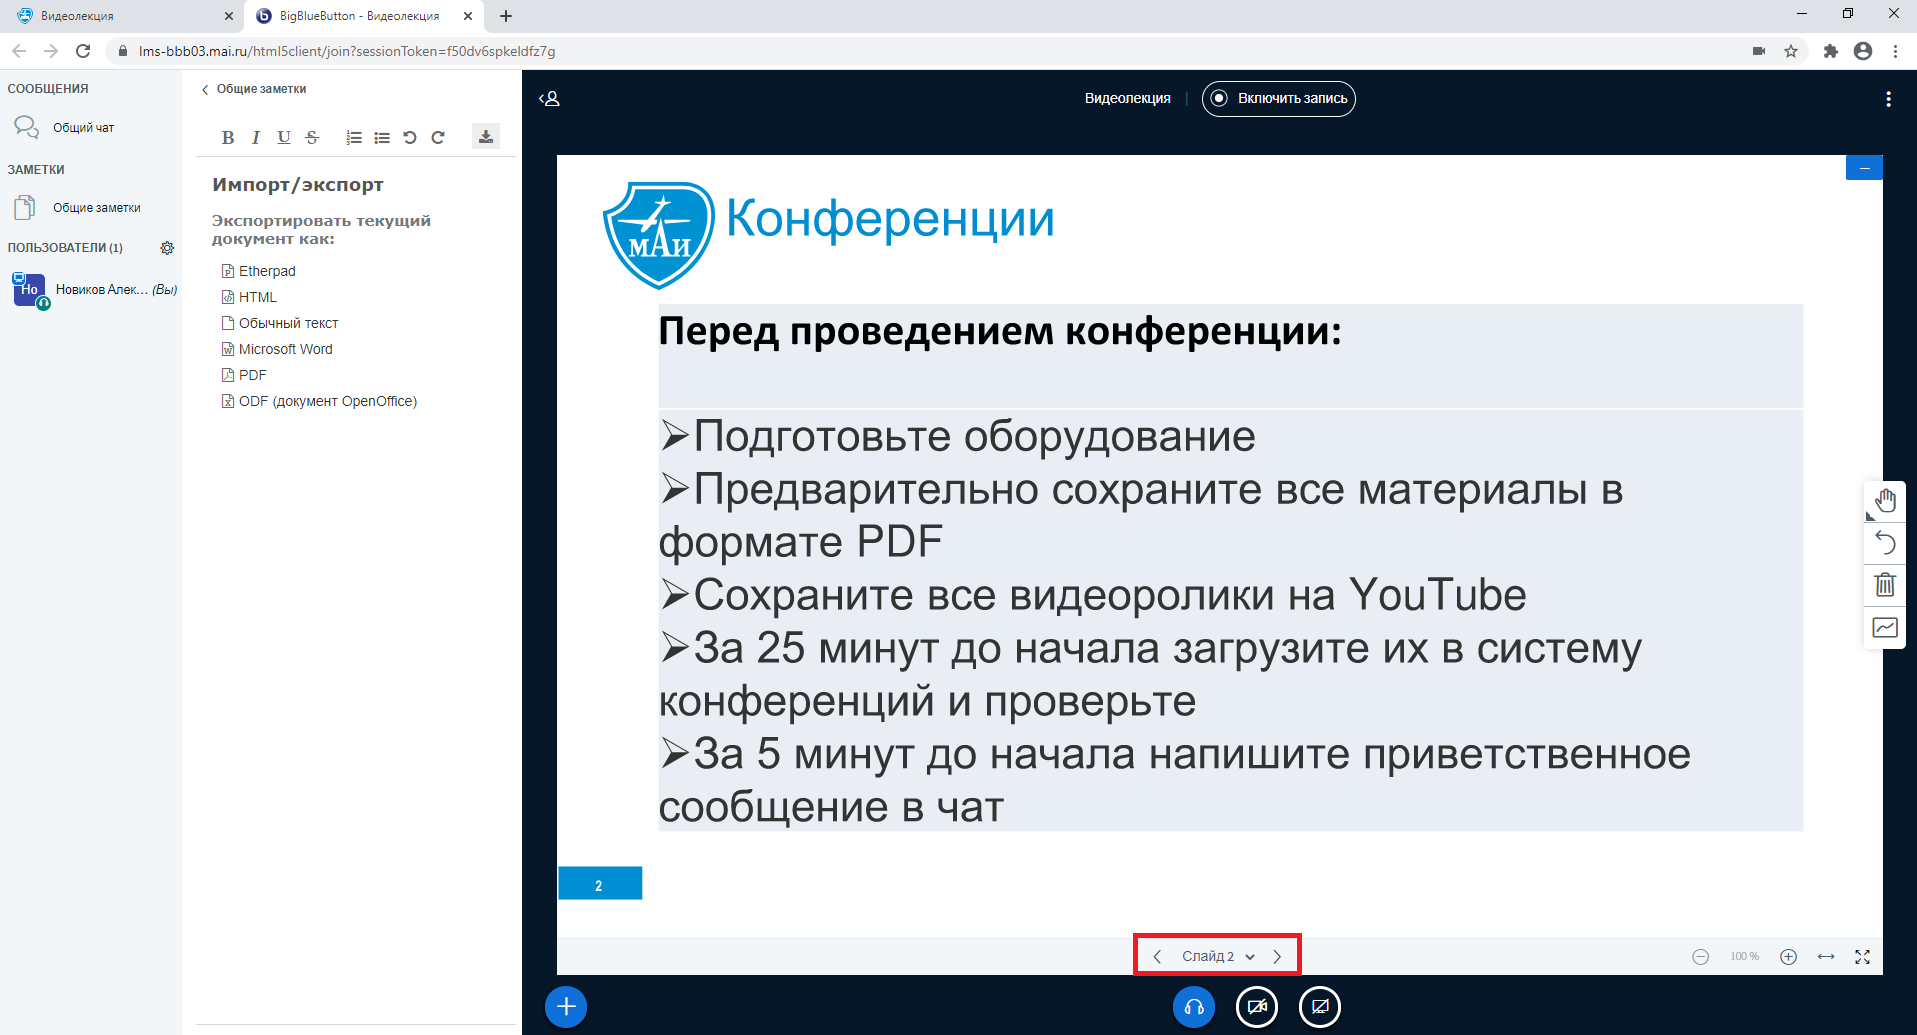 Видеолекция
BigBlueButton - Видеолекция
lms-bbb03.mai.ru/html5client/join?sessionToken=f50dv6spkeldfz7g
СООБЩЕНИЯ
Общий чат
ЗАМЕТКИ
Общие заметки
ПОЛЬЗОВАТЕЛИ (1)
Но
Новиков Алек... (Вы)
Общие заметки
B I U S
Импорт/экспорт
Экспортировать текущий
документ как:
Etherpad
HTML
Обычный текст
Microsoft Word
PDF
ODF (документ OpenOffice)
Видеолекция | Включить запись
МАИ
Конференции
Перед проведением конференции:
➢Подготовьте оборудование
➢Предварительно сохраните все материалы в
формате PDF
➢Сохраните все видеоролики на YouTube
➢За 25 минут до начала загрузите их в систему
конференций и проверьте
➢За 5 минут до начала напишите приветственное
сообщение в чат
2
Слайд 2
100 %